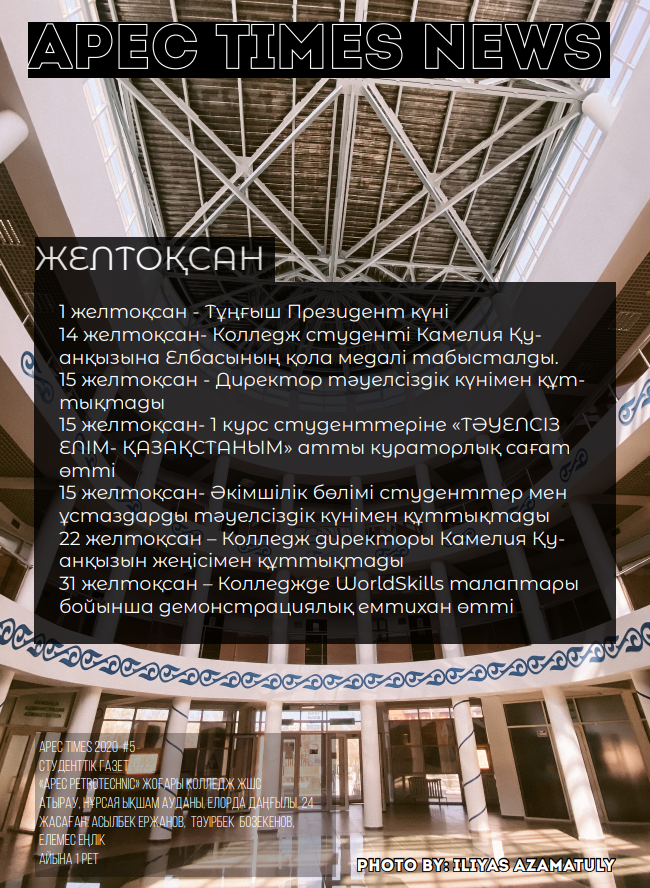 APEC TIMES NEWS
ЖЕЛТОҚСАН
1 желтоқсан - Тұңғыш Президент күні
14 желтоқсан- Колледж студенті Камелия Қу-
анқызына Елбасының қола медалі табысталды.
15 желтоқсан - Директор тәуелсіздік күнімен құт-
тықтады
15 желтоқсан- 1 курс студенттеріне «ТӘУЕЛСІЗ
ЕЛІМ- ҚАЗАҚСТАНЫМ» атты кураторлық сағат
өтті
15 желтоқсан- Әкімшілік бөлімі студенттер мен
ұстаздарды тәуелсіздік күнімен құттықтады
22 желтоқсан – Колледж директоры Камелия Қу-
анқызын жеңісімен құттықтады
31 желтоқсан – Колледжде WorldSkills талаптары
бойынша демонстрациялық емтихан өтті
APEC TIMES 2020 #5
СТУДЕНТТІК ГАЗЕТ
«APEC PETROTECHNIC» ЖОҒАРЫ КОЛЛЕДЖ ЖШС
АТЫРАУ, НҰРСАЯ ЫҚШАМ АУДАНЫ, ЕЛОРДА ДАҢҒЫЛЫ, 24
ЖАСАҒАН: АСЫЛБЕК ЕРЖАНОВ, ТӘУІРБЕК БОЗЕКЕНОВ,
ЕЛЕМЕС ЕҢЛІК
АЙЫНА 1 РЕТ
PHOTO BY: ILIYAS AZAMATULY